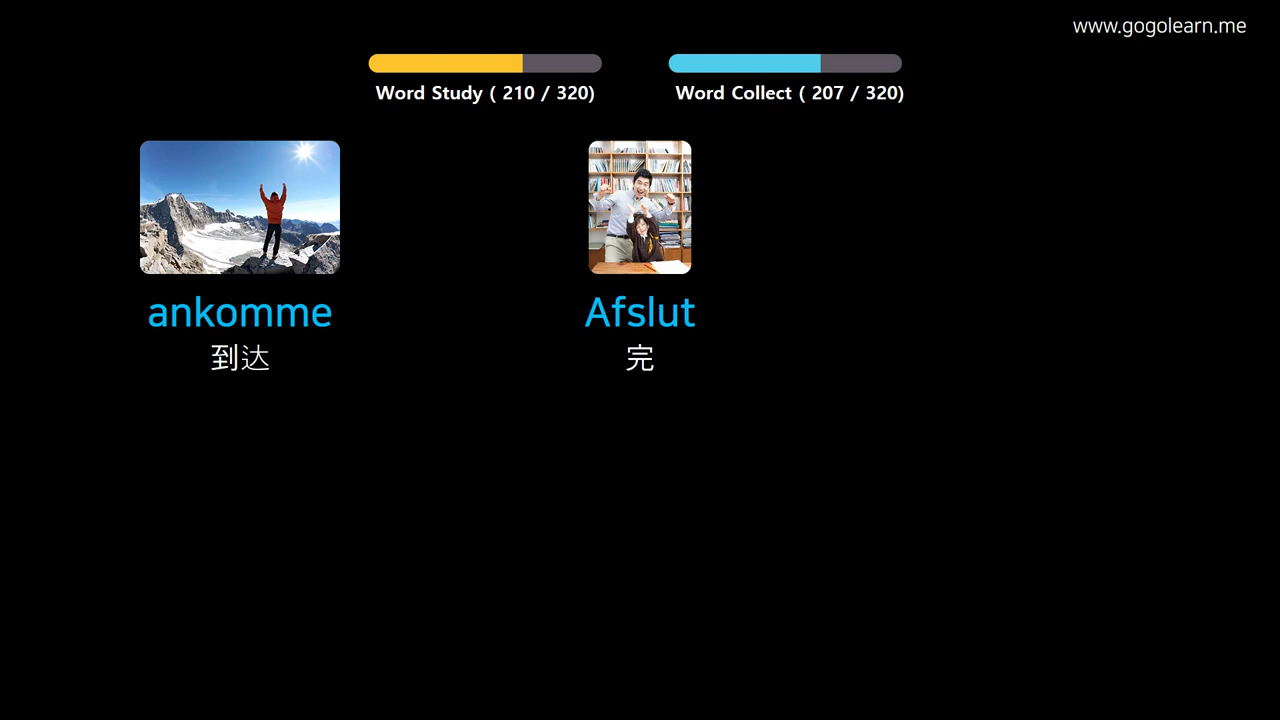 www.gogolearn.me
Word Study ( 210 / 320)
Word Collect ( 207 / 320)
ankomme
Afslut
到达
完